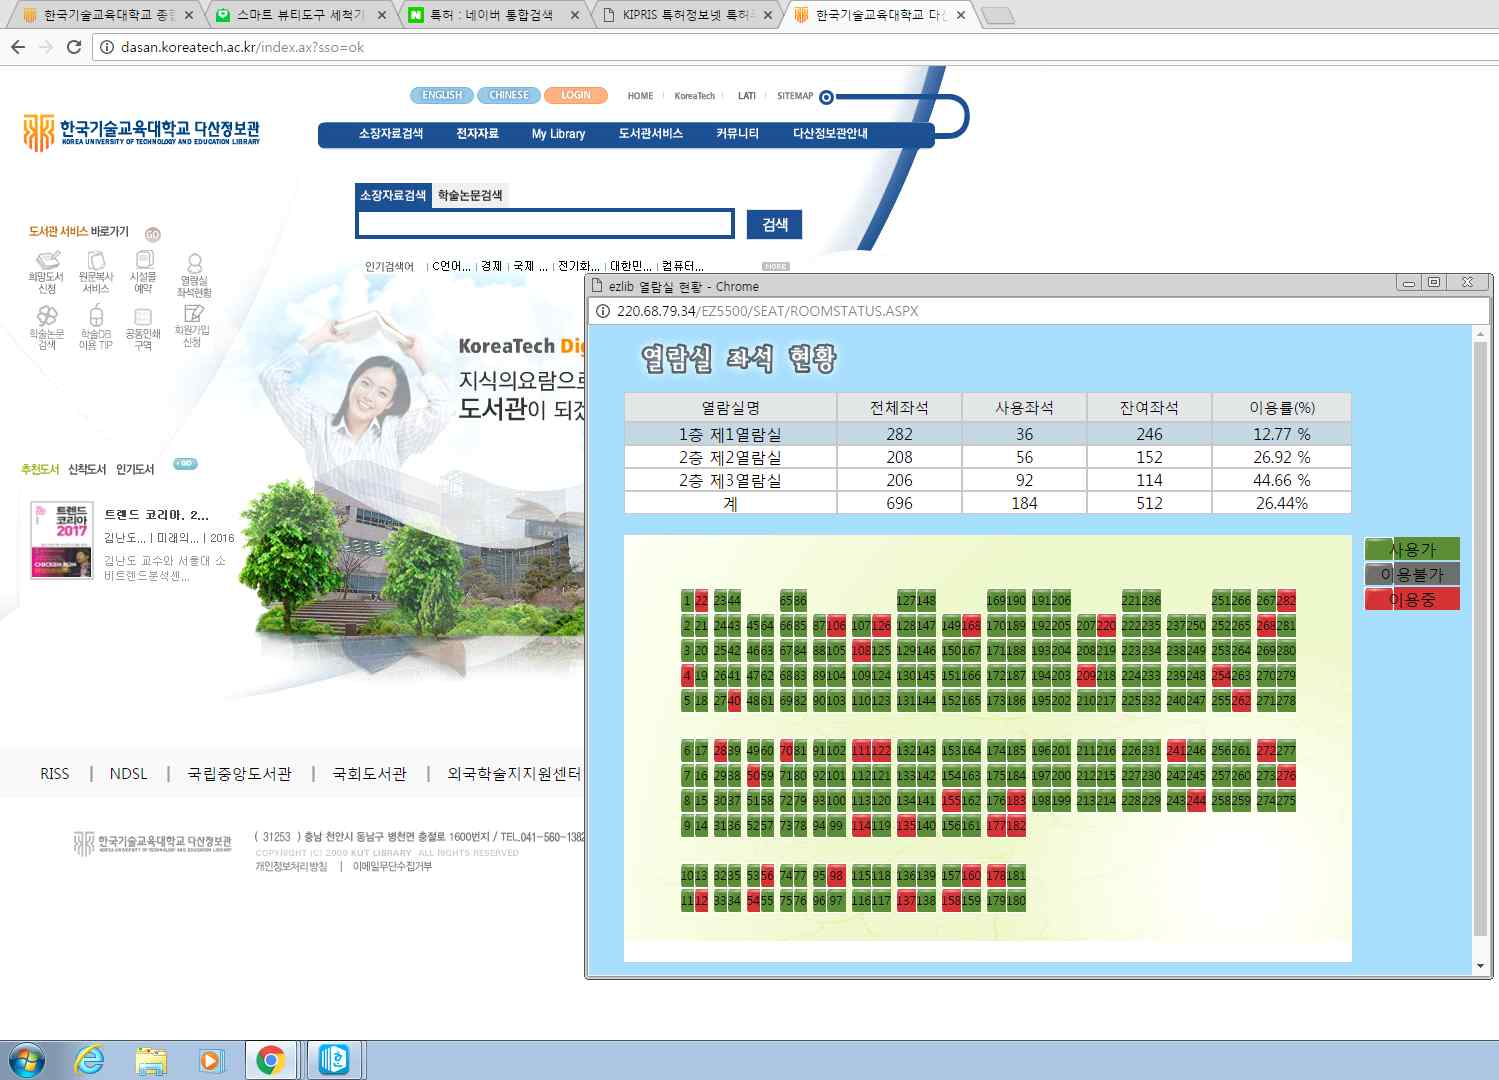 한국기술교육대학교 종합
스마트 뷰티도구 세척기
특허 : 네이버 통합검색
KIPRIS 특허정보넷 특허
한국기술교육대학교 다산
dasan.koreatech.ac.kr/index.ax?sso=ok
ENGLISH CHINESE LOGIN HOME KoreaTech LATI SITEMAP
한국기술교육대학교 다산정보관
KOREA UNIVERSITY OF TECHNOLOGY AND EDUCATION LIBRARY
소장자료검색 전자자료 My Library 도서관서비스 커뮤니티 다산정보관안내
소장자료검색 학술논문검색
검색
인기검색어 | C언어... | 경제 | 국제 ... | 전기화... | 대한민... | 컴퓨터...
MORE
도서관 서비스 바로가기 GO
희망도서 신청
원문복사 서비스
시설물 예약
열람실 좌석현황
학술논문 검색
학술DB 이용 TIP
공동인쇄 구역
회원가입 신청
KoreaTech Dig
지식의요람으로
도서관이 되겠
추천도서 신착도서 인기도서 GO
트렌드 코리아 2017
트렌드 코리아. 2...
김난도... | 미래의... | 2016
김난도 교수와 서울대 소
비트렌드분석센...
RISS | NDSL | 국립중앙도서관 | 국회도서관 | 외국학술지지원센터
한국기술교육대학교 다산정보관
( 31253 ) 충남 천안시 동남구 병천면 충절로 1600번지 / TEL.041-560-1382
COPYRIGHT (C) 2009 KUT LIBRARY ALL RIGHTS RESERVED
개인정보처리방침 | 이메일무단수집거부
ezlib 열람실 현황 - Chrome
220.68.79.34/EZ5500/SEAT/ROOMSTATUS.ASPX
열람실 좌석 현황
열람실명 전체좌석 사용좌석 잔여좌석 이용률(%)
1층 제1열람실 282 36 246 12.77 %
2층 제2열람실 208 56 152 26.92 %
2층 제3열람실 206 92 114 44.66 %
계 696 184 512 26.44%
사용가
이용불가
이용중
1 22 23 44 65 86 127 148 169 190 191 206 221 236 251 266 267 282
2 21 24 43 45 64 66 85 87 106 107 126 128 147 149 168 170 189 192 205 207 220 222 235 237 250 252 265 268 281
3 20 25 42 46 63 67 84 88 105 108 125 129 146 150 167 171 188 193 204 208 219 223 234 238 249 253 264 269 280
4 19 26 41 47 62 68 83 89 104 109 124 130 145 151 166 172 187 194 203 209 218 224 233 239 248 254 263 270 279
5 18 27 40 48 61 69 82 90 103 110 123 131 144 152 165 173 186 195 202 210 217 225 232 240 247 255 262 271 278
6 17 28 39 49 60 70 81 91 102 111 122 132 143 153 164 174 185 196 201 211 216 226 231 241 246 256 261 272 277
7 16 29 38 50 59 71 80 92 101 112 121 133 142 154 163 175 184 197 200 212 215 227 230 242 245 257 260 273 276
8 15 30 37 51 58 72 79 93 100 113 120 134 141 155 162 176 183 198 199 213 214 228 229 243 244 258 259 274 275
9 14 31 36 52 57 73 78 94 99 114 119 135 140 156 161 177 182
10 13 32 35 53 56 74 77 95 98 115 118 136 139 157 160 178 181
11 12 33 34 54 55 75 76 96 97 116 117 137 138 158 159 179 180